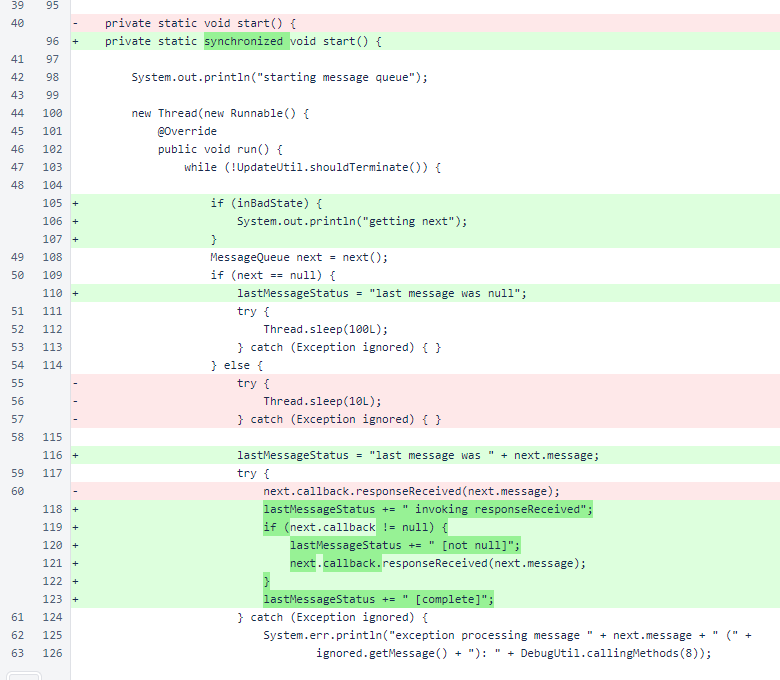 39 95
40 - private static void start() {
96 + private static synchronized void start() {
41 97
42 98 System.out.println("starting message queue");
43 99
44 100 new Thread(new Runnable() {
45 101 @Override
46 102 public void run() {
47 103 while (!UpdateUtil.shouldTerminate()) {
48 104
105 + if (inBadState) {
106 + System.out.println("getting next");
107 + }
49 108 MessageQueue next = next();
50 109 if (next == null) {
110 + lastMessageStatus = "last message was null";
51 111 try {
52 112 Thread.sleep(100L);
53 113 } catch (Exception ignored) { }
54 114 } else {
55 - try {
56 - Thread.sleep(10L);
57 - } catch (Exception ignored) { }
58 115
116 + lastMessageStatus = "last message was " + next.message;
59 117 try {
60 - next.callback.responseReceived(next.message);
118 + lastMessageStatus += " invoking responseReceived";
119 + if (next.callback != null) {
120 + lastMessageStatus += " [not null]";
121 + next.callback.responseReceived(next.message);
122 + }
123 + lastMessageStatus += " [complete]";
61 124 } catch (Exception ignored) {
62 125 System.err.println("exception processing message " + next.message + " (" +
63 126 ignored.getMessage() + "): " + DebugUtil.callingMethods(8));